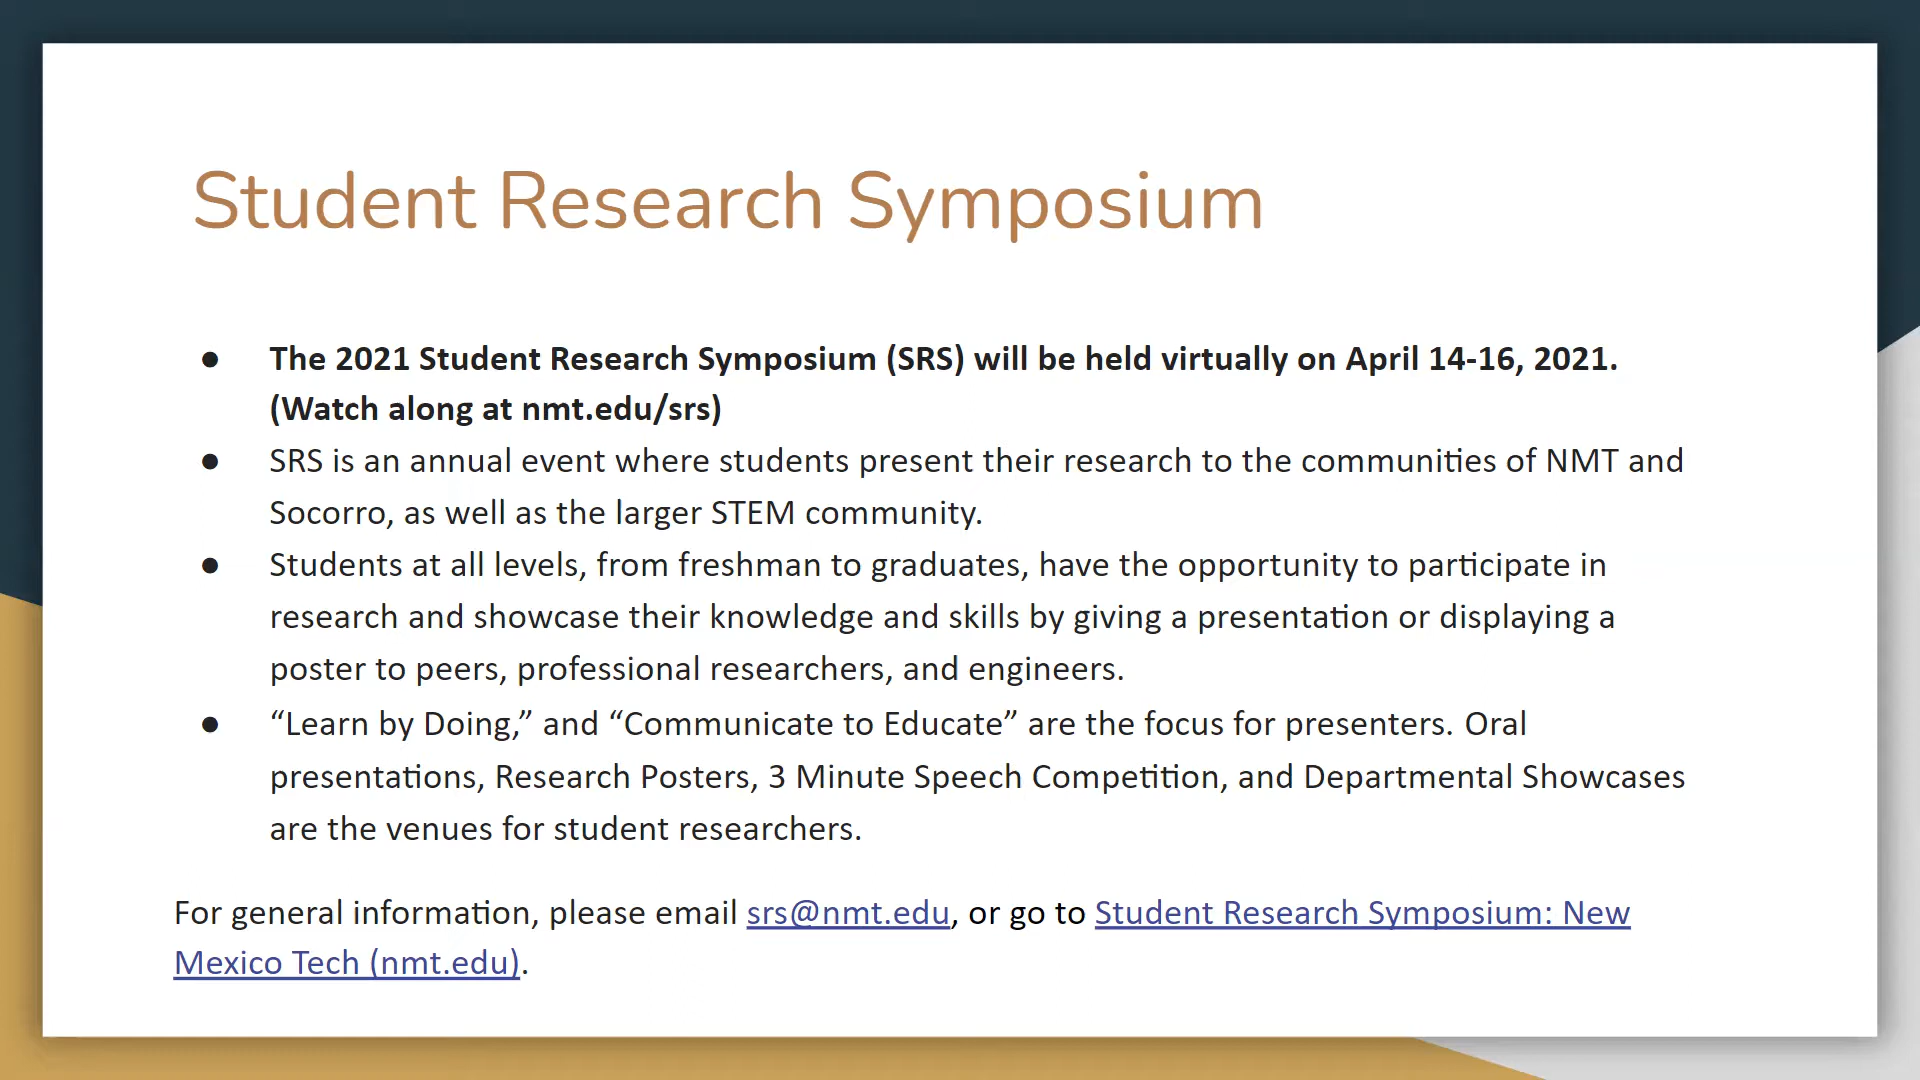 Student Research Symposium
● The 2021 Student Research Symposium (SRS) will be held virtually on April 14-16, 2021.
(Watch along at nmt.edu/srs)
● SRS is an annual event where students present their research to the communities of NMT and
Socorro, as well as the larger STEM community.
● Students at all levels, from freshman to graduates, have the opportunity to participate in
research and showcase their knowledge and skills by giving a presentation or displaying a
poster to peers, professional researchers, and engineers.
● “Learn by Doing,” and “Communicate to Educate” are the focus for presenters. Oral
presentations, Research Posters, 3 Minute Speech Competition, and Departmental Showcases
are the venues for student researchers.
For general information, please email srs@nmt.edu, or go to Student Research Symposium: New
Mexico Tech (nmt.edu).